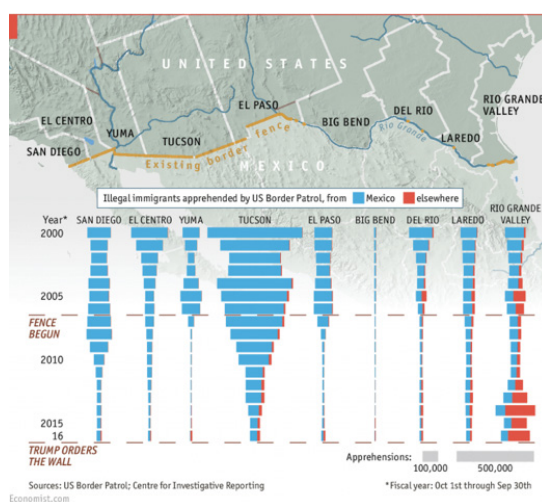 UNITED STATES
EL CENTRO
YUMA
SAN DIEGO
TUCSON
EL PASO
BIG BEND
DEL RIO
LAREDO
RIO GRANDE
VALLEY
Existing border fence
Rio Grande
MEXICO
Illegal immigrants apprehended by US Border Patrol, from Mexico elsewhere
Year* SAN DIEGO EL CENTRO YUMA TUCSON EL PASO BIG BEND DEL RIO LAREDO RIO GRANDE VALLEY
2000
2005
FENCE
BEGUN
2010
2015
16
TRUMP ORDERS
THE WALL
Apprehensions:
100,000 500,000
Sources: US Border Patrol; Centre for Investigative Reporting *Fiscal year: Oct 1st through Sep 30th
Economist.com